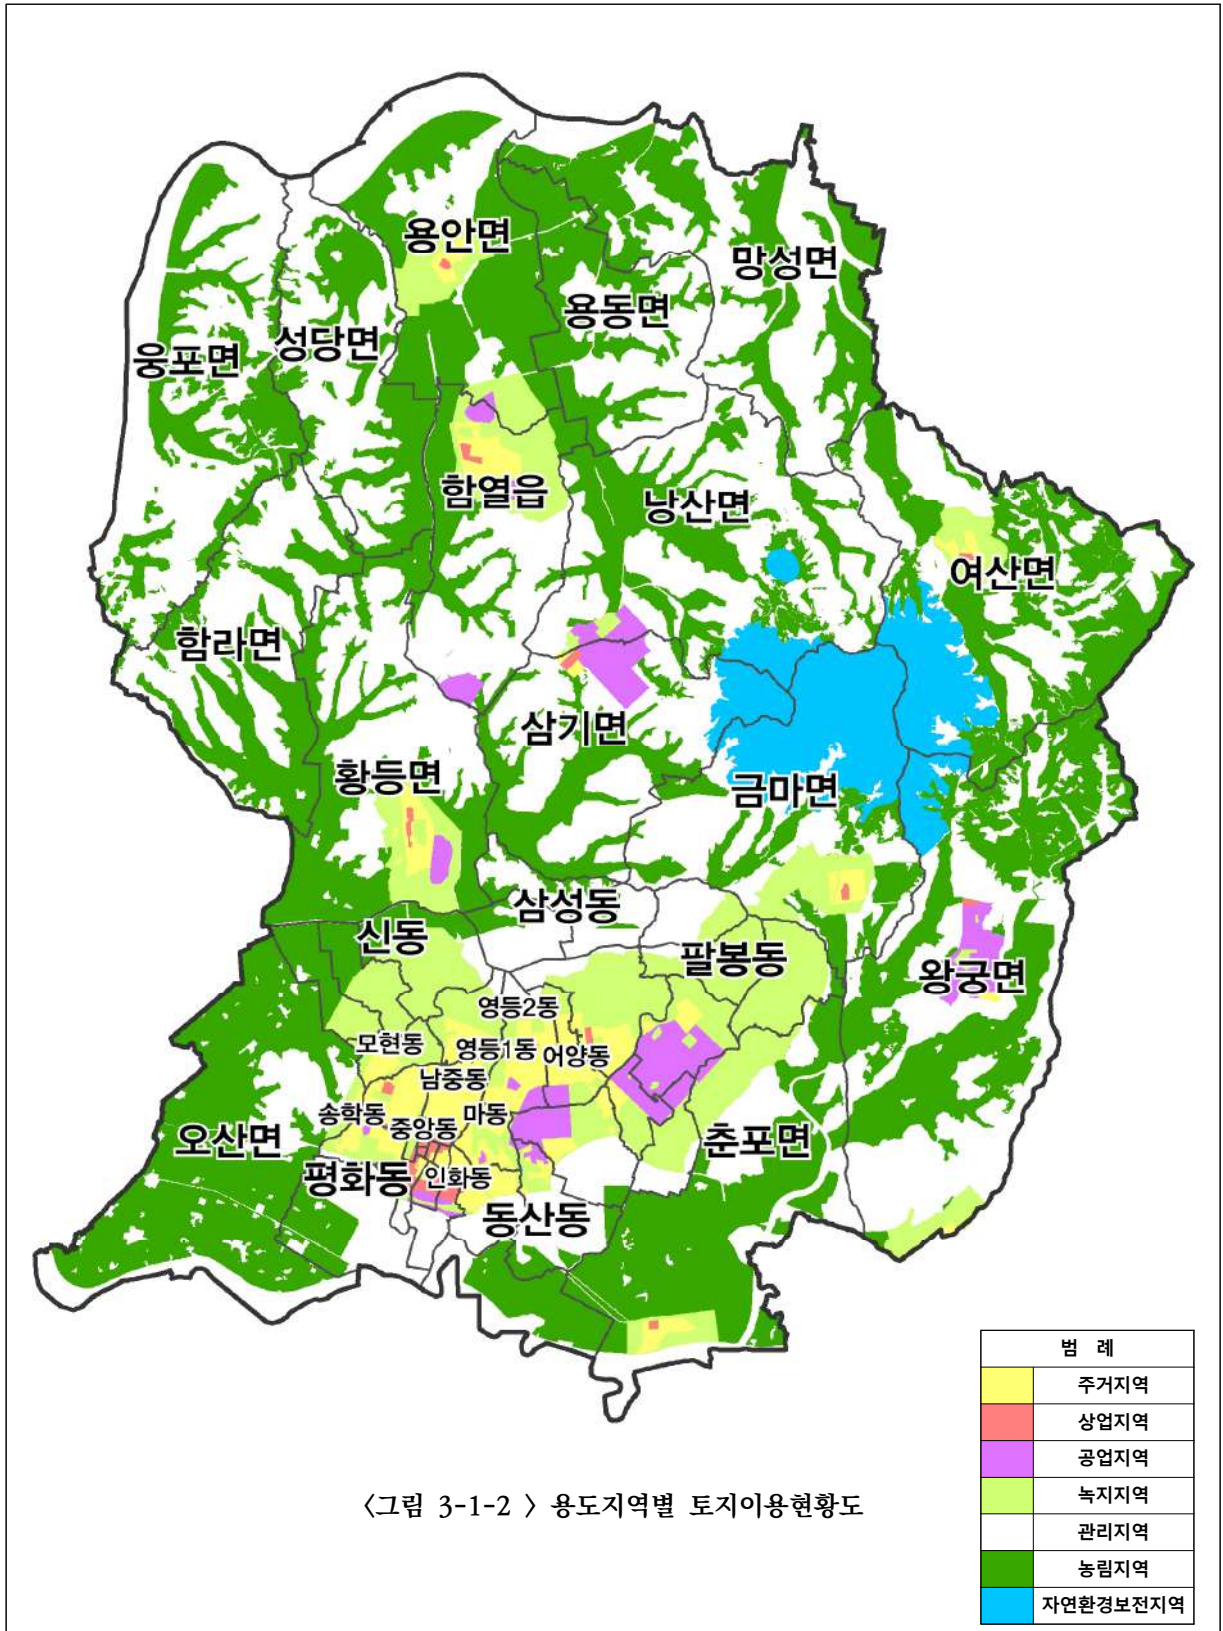 용안면
망성면
용동면
성당면
웅포면
함열읍
낭산면
여산면
함라면
삼기면
황등면
금마면
삼성동
신동
팔봉동
왕궁면
영등2동
모현동
영등1동
어양동
남중동
송학동
중앙동
마동
오산면
춘포면
평화동
인화동
동산동
범 례
주거지역
상업지역
공업지역
녹지지역
관리지역
농림지역
자연환경보전지역
<그림 3-1-2 > 용도지역별 토지이용현황도